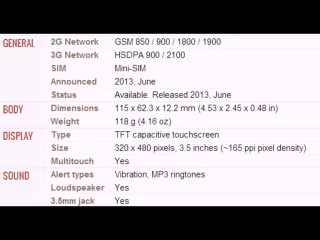 GENERAL 2G Network GSM 850 / 900 / 1800 / 1900
3G Network HSDPA 900 / 2100
SIM Mini-SIM
Announced 2013, June
Status Available. Released 2013, June
BODY Dimensions 115 x 62.3 x 12.2 mm (4.53 x 2.45 x 0.48 in)
Weight 118 g (4.16 oz)
DISPLAY Type TFT capacitive touchscreen
Size 320 x 480 pixels, 3.5 inches (~165 ppi pixel density)
Multitouch Yes
SOUND Alert types Vibration, MP3 ringtones
Loudspeaker Yes
3.5mm jack Yes